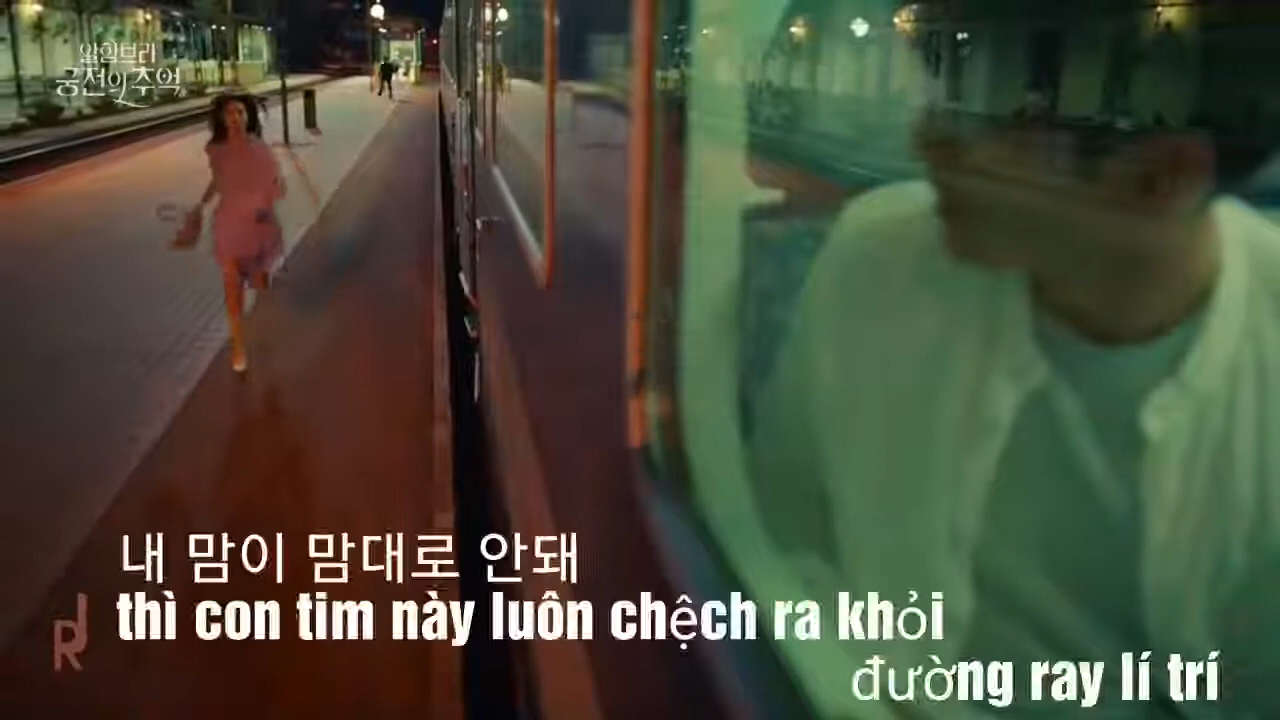 알함브라
궁전의 추억
내 맘이 맘대로 안돼
thì con tim này luôn chệch ra khỏi
đường ray lí trí